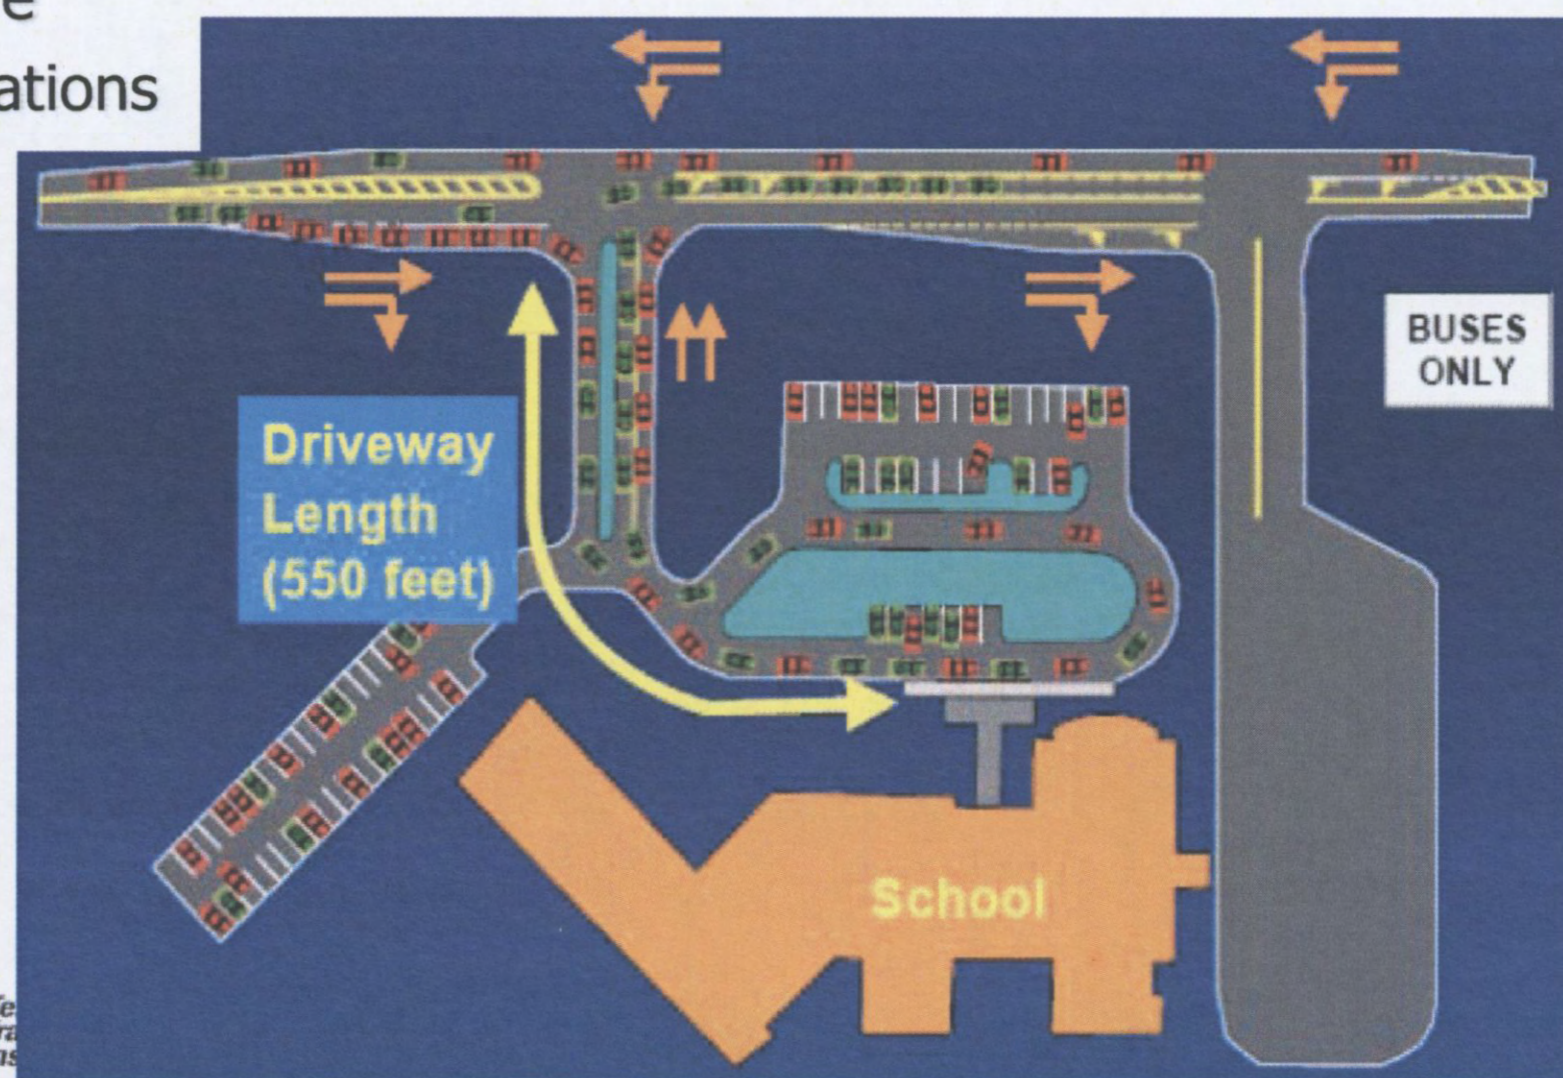 ations
BUSES
ONLY
Driveway
Length
(550 feet)
School